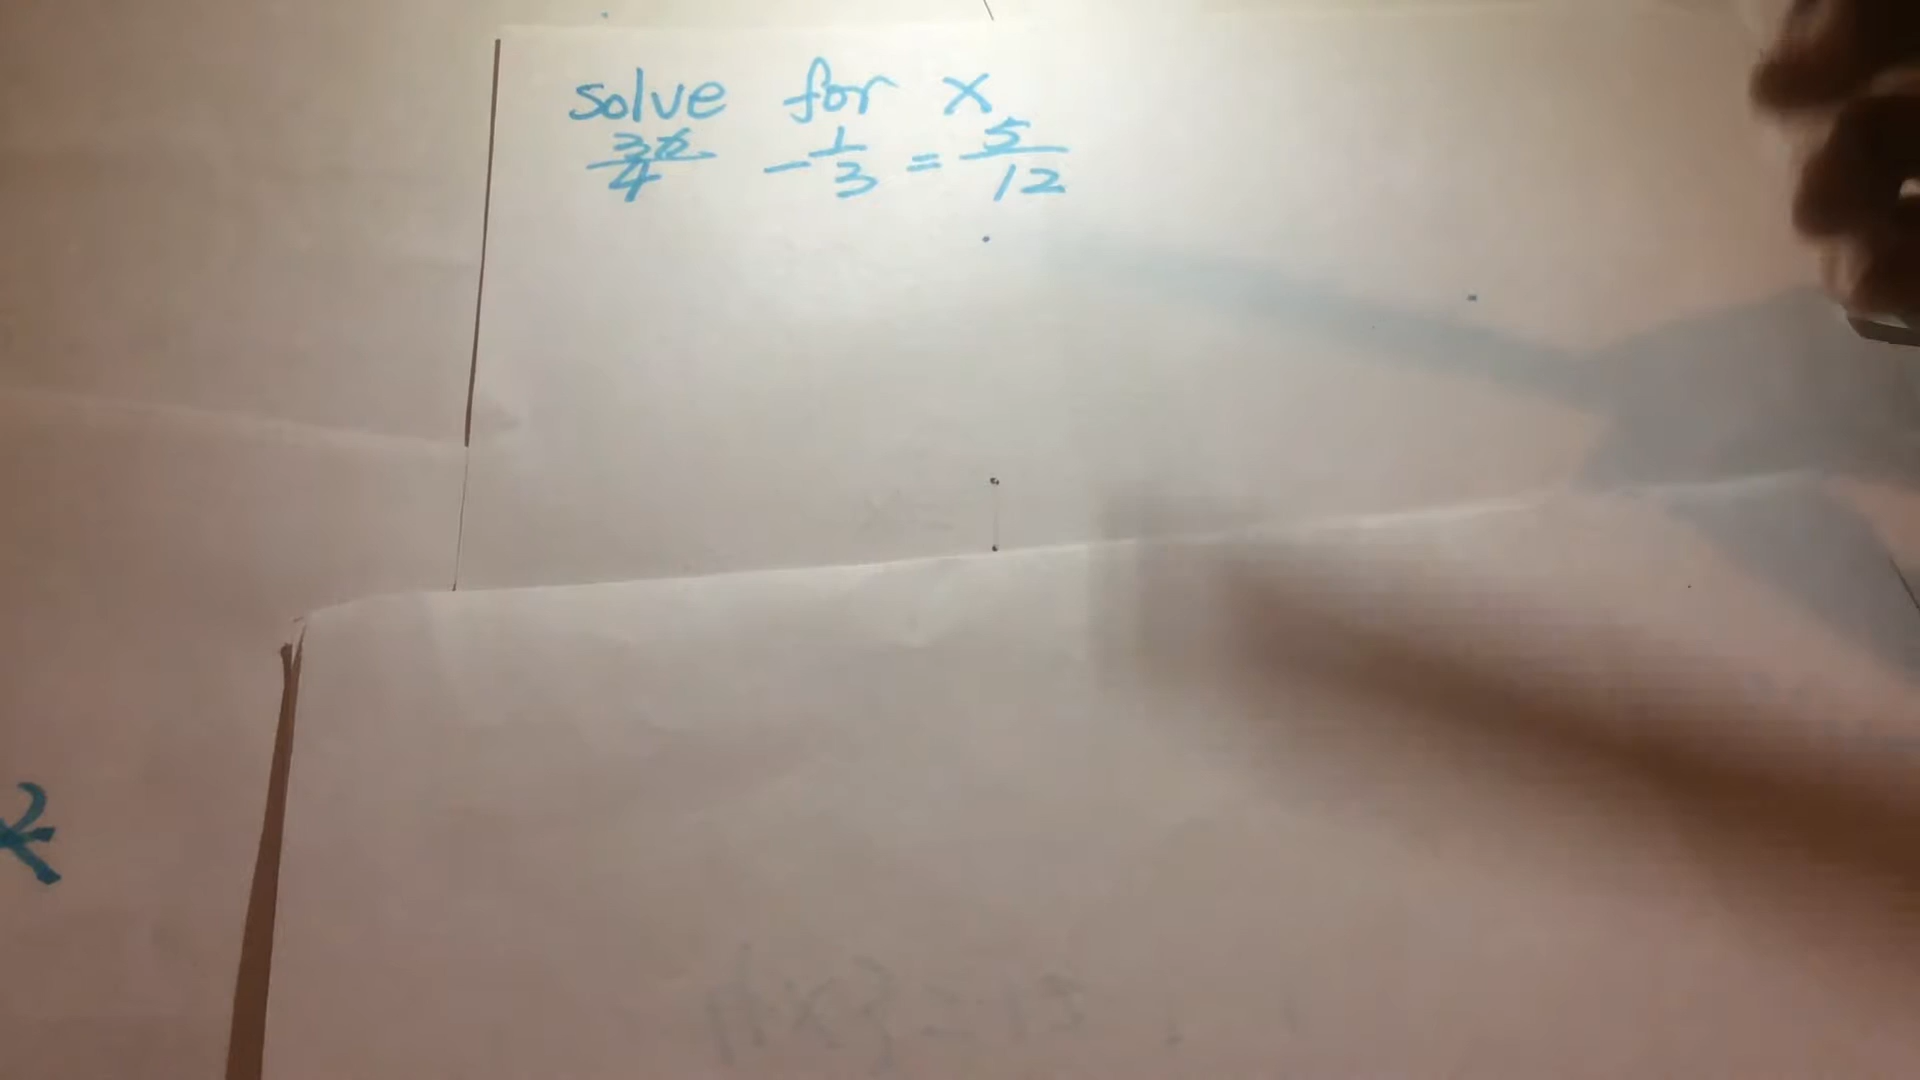 solve for x
3x/4 - 1/3 = 5/12